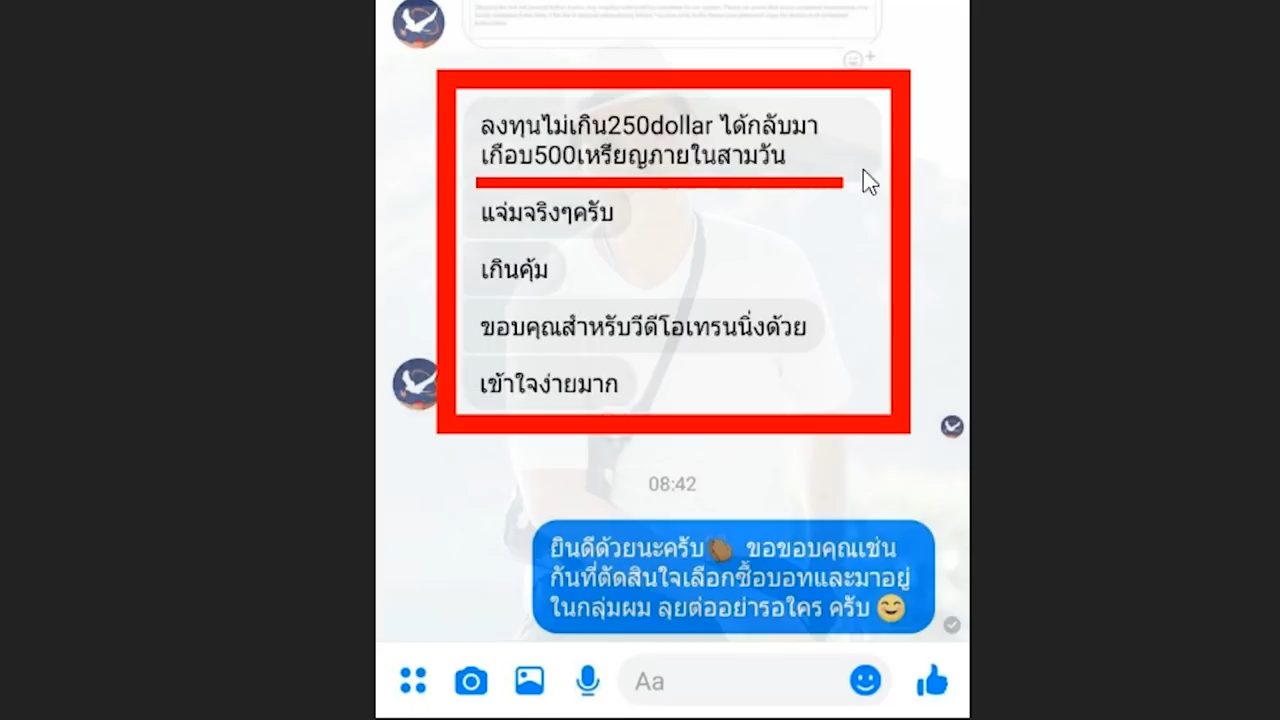 ลงทุนไม่เกิน250dollar ได้กลับมา
เกือบ500เหรียญภายในสามวัน
แจ่มจริงๆครับ
เกินคุ้ม
ขอบคุณสำหรับวีดีโอเทรนนิ่งด้วย
เข้าใจง่ายมาก
08:42
ยินดีด้วยนะครับ👏🏾 ขอขอบคุณเช่น
กันที่ตัดสินใจเลือกซื้อบอทและมาอยู่
ในกลุ่มผม ลุยต่ออย่ารอใคร ครับ😊
Aa